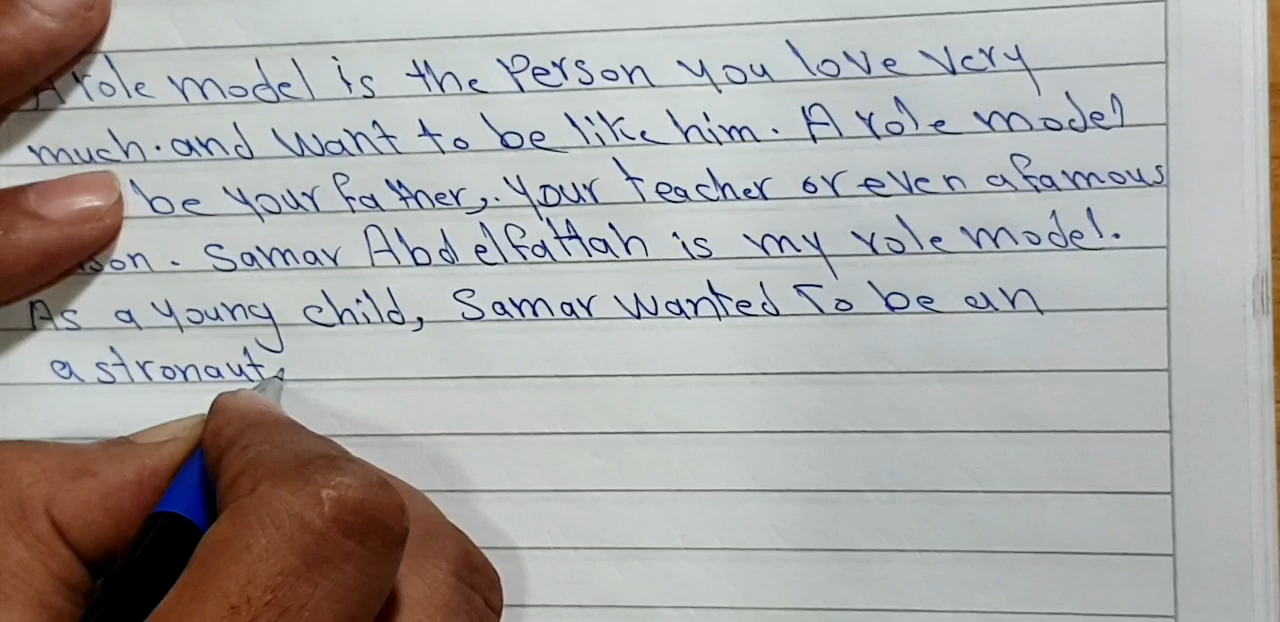 A role model is the Person you love very
much. and want to be like him. A role model
be your father, your teacher or even a famous
Samar Abdelfattah is my role model.
As a young child, Samar wanted To be an
astronaut